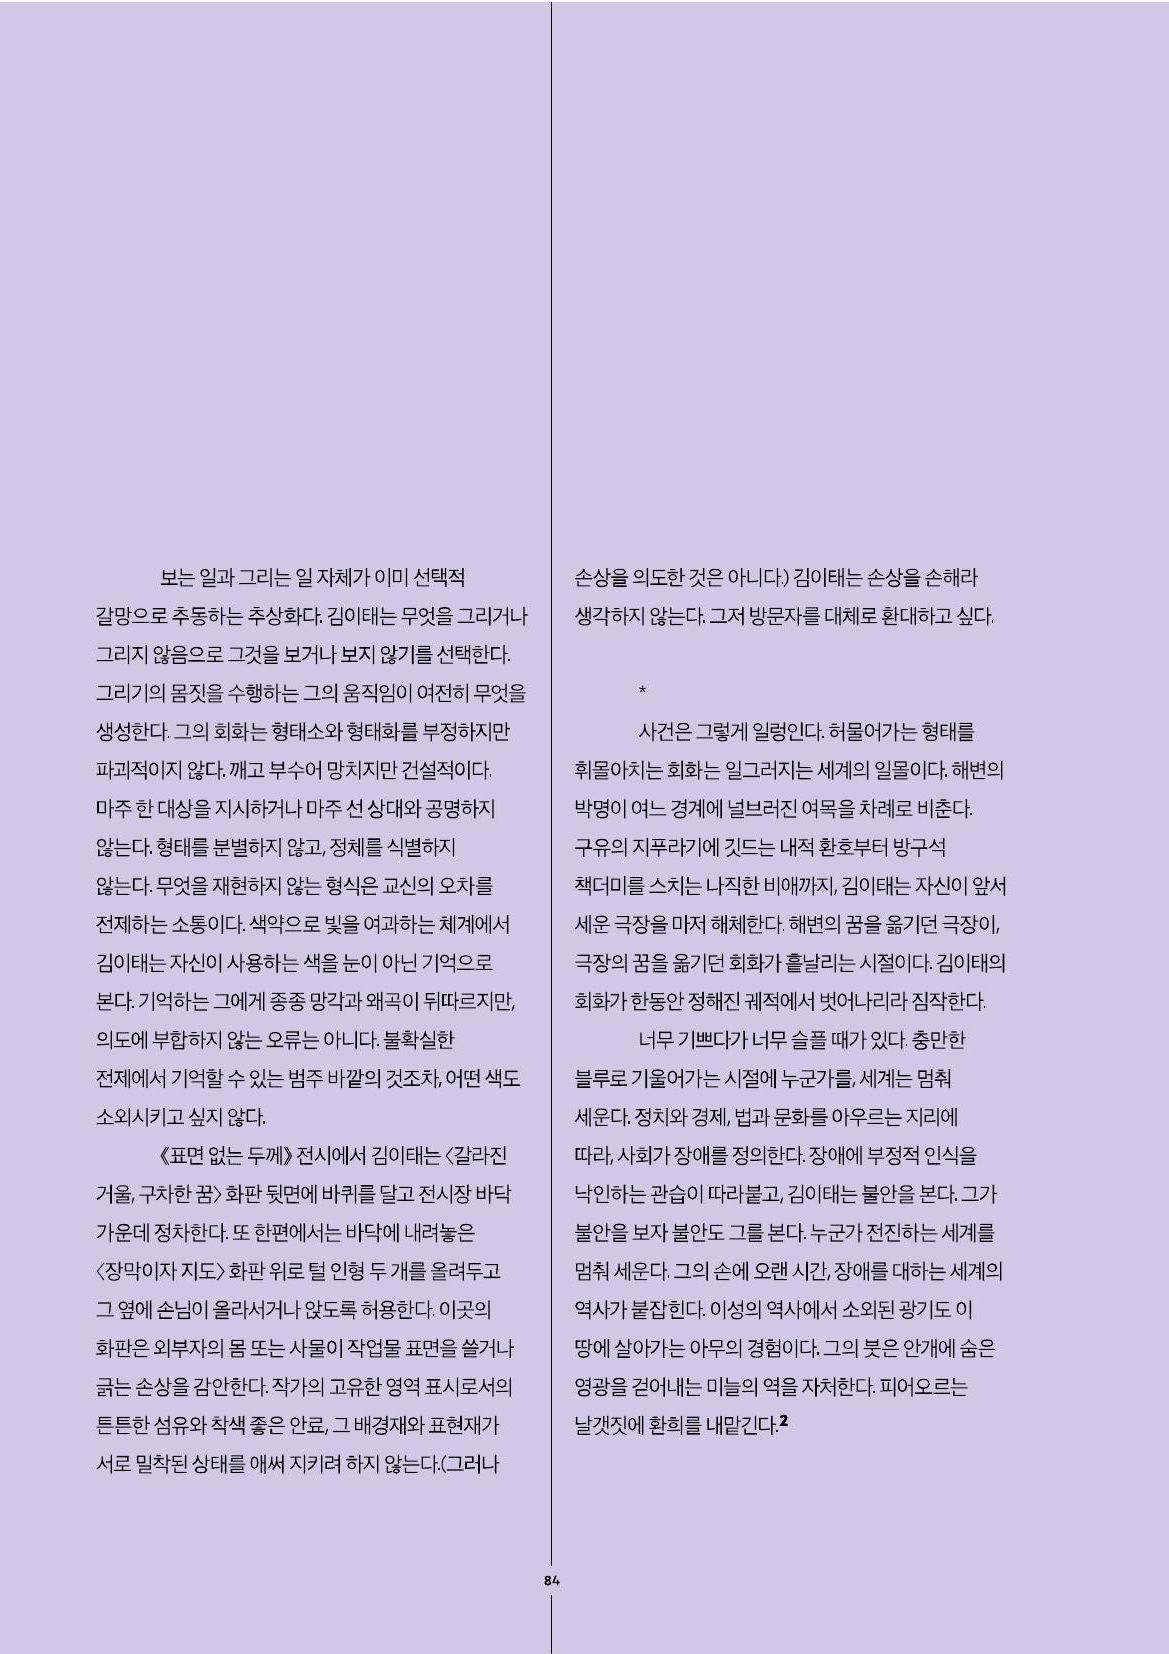 보는 일과 그리는 일 자체가 이미 선택적
갈망으로 추동하는 추상화다. 김이태는 무엇을 그리거나
그리지 않음으로 그것을 보거나 보지 않기를 선택한다.
그리기의 몸짓을 수행하는 그의 움직임이 여전히 무엇을
생성한다. 그의 회화는 형태소와 형태화를 부정하지만
파괴적이지 않다. 깨고 부수어 망치지만 건설적이다.
마주 한 대상을 지시하거나 마주 선 상대와 공명하지
않는다. 형태를 분별하지 않고, 정체를 식별하지
않는다. 무엇을 재현하지 않는 형식은 교신의 오차를
전제하는 소통이다. 색약으로 빛을 여과하는 체계에서
김이태는 자신이 사용하는 색을 눈이 아닌 기억으로
본다. 기억하는 그에게 종종 망각과 왜곡이 뒤따르지만,
의도에 부합하지 않는 오류는 아니다. 불확실한
전제에서 기억할 수 있는 범주 바깥의 것조차, 어떤 색도
소외시키고 싶지 않다.
《표면 없는 두께》 전시에서 김이태는 〈갈라진
거울, 구차한 꿈〉 화판 뒷면에 바퀴를 달고 전시장 바닥
가운데 정차한다. 또 한편에서는 바닥에 내려놓은
〈장막이자 지도〉 화판 위로 털 인형 두 개를 올려두고
그 옆에 손님이 올라서거나 앉도록 허용한다. 이곳의
화판은 외부자의 몸 또는 사물이 작업물 표면을 쓸거나
긁는 손상을 감안한다. 작가의 고유한 영역 표시로서의
튼튼한 섬유와 착색 좋은 안료, 그 배경재와 표현재가
서로 밀착된 상태를 애써 지키려 하지 않는다.(그러나
손상을 의도한 것은 아니다.) 김이태는 손상을 손해라
생각하지 않는다. 그저 방문자를 대체로 환대하고 싶다.
*
사건은 그렇게 일렁인다. 허물어가는 형태를
휘몰아치는 회화는 일그러지는 세계의 일몰이다. 해변의
박명이 여느 경계에 널브러진 여목을 차례로 비춘다.
구유의 지푸라기에 깃드는 내적 환호부터 방구석
책더미를 스치는 나직한 비애까지, 김이태는 자신이 앞서
세운 극장을 마저 해체한다. 해변의 꿈을 옮기던 극장이,
극장의 꿈을 옮기던 회화가 흩날리는 시절이다. 김이태의
회화가 한동안 정해진 궤적에서 벗어나리라 짐작한다.
너무 기쁘다가 너무 슬플 때가 있다. 충만한
블루로 기울어가는 시절에 누군가를, 세계는 멈춰
세운다. 정치와 경제, 법과 문화를 아우르는 지리에
따라, 사회가 장애를 정의한다. 장애에 부정적 인식을
낙인하는 관습이 따라붙고, 김이태는 불안을 본다. 그가
불안을 보자 불안도 그를 본다. 누군가 전진하는 세계를
멈춰 세운다. 그의 손에 오랜 시간, 장애를 대하는 세계의
역사가 붙잡힌다. 이성의 역사에서 소외된 광기도 이
땅에 살아가는 아무의 경험이다. 그의 붓은 안개에 숨은
영광을 걷어내는 미늘의 역을 자처한다. 피어오르는
날갯짓에 환희를 내맡긴다.2
84